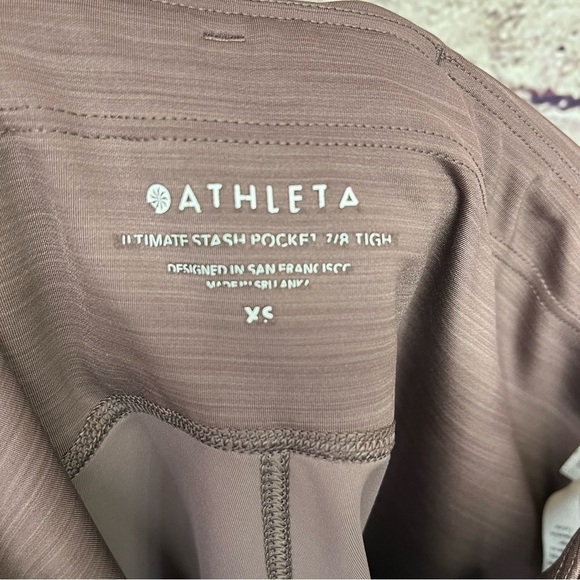 ATHLETA
ULTIMATE STASH POCKET 7/8 TIGH
DESIGNED IN SAN FRANCISCO
MADE IN SRI LANKA
XS